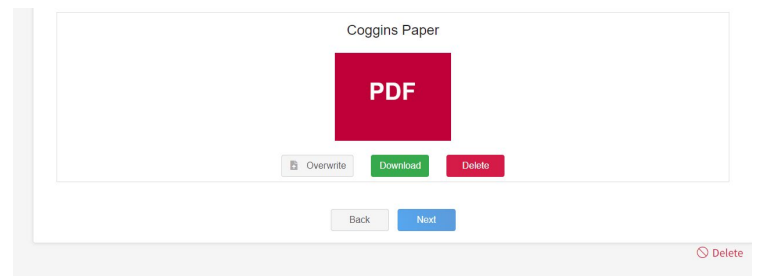 Coggins Paper
PDF
Overwrite Download Delete
Back Next
Delete